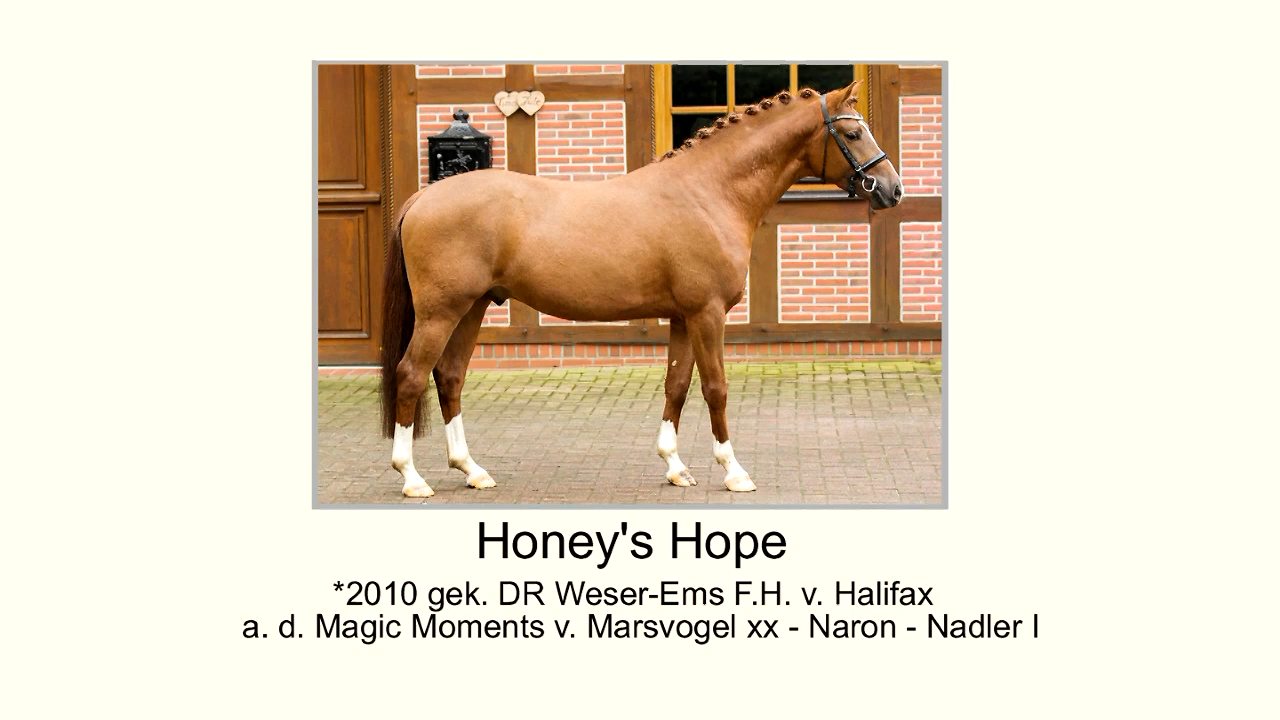 Honey's Hope
*2010 gek. DR Weser-Ems F.H. v. Halifax
a. d. Magic Moments v. Marsvogel xx - Naron - Nadler I